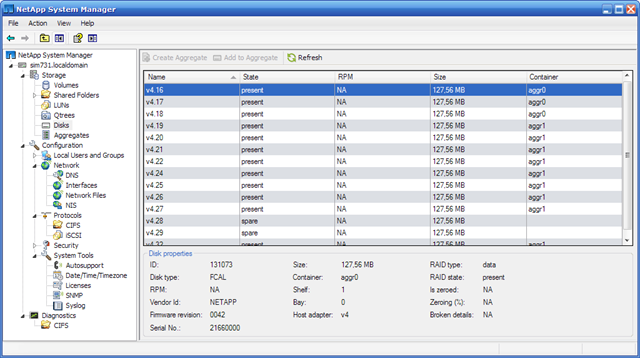 NetApp System Manager
File Action View Help
NetApp System Manager
sim731.localdomain
Storage
Volumes
Shared Folders
LUNs
Qtrees
Disks
Aggregates
Configuration
Local Users and Groups
Network
DNS
Interfaces
Network Files
NIS
Protocols
CIFS
iSCSI
Security
System Tools
Autosupport
Date/Time/Timezone
Licenses
SNMP
Syslog
Diagnostics
CIFS
Create Aggregate Add to Aggregate Refresh
Name State RPM Size Container
v4.16 present NA 127,56 MB aggr0
v4.17 present NA 127,56 MB aggr0
v4.18 present NA 127,56 MB aggr0
v4.19 present NA 127,56 MB aggr1
v4.20 present NA 127,56 MB aggr1
v4.21 present NA 127,56 MB aggr1
v4.22 present NA 127,56 MB aggr1
v4.24 present NA 127,56 MB aggr1
v4.25 present NA 127,56 MB aggr1
v4.26 present NA 127,56 MB aggr1
v4.27 present NA 127,56 MB aggr1
v4.28 spare NA 127,56 MB
v4.29 spare NA 127,56 MB
present NA 127,56 MB aggr1
Disk properties
ID: 131073 Size: 127,56 MB RAID type: data
Disk type: FCAL Container: aggr0 RAID state: present
RPM: NA Shelf: 1 Is zeroed: NA
Vendor Id: NETAPP Bay: 0 Zeroing (%): NA
Firmware revision: 0042 Host adapter: v4 Broken details: NA
Serial No.: 21660000